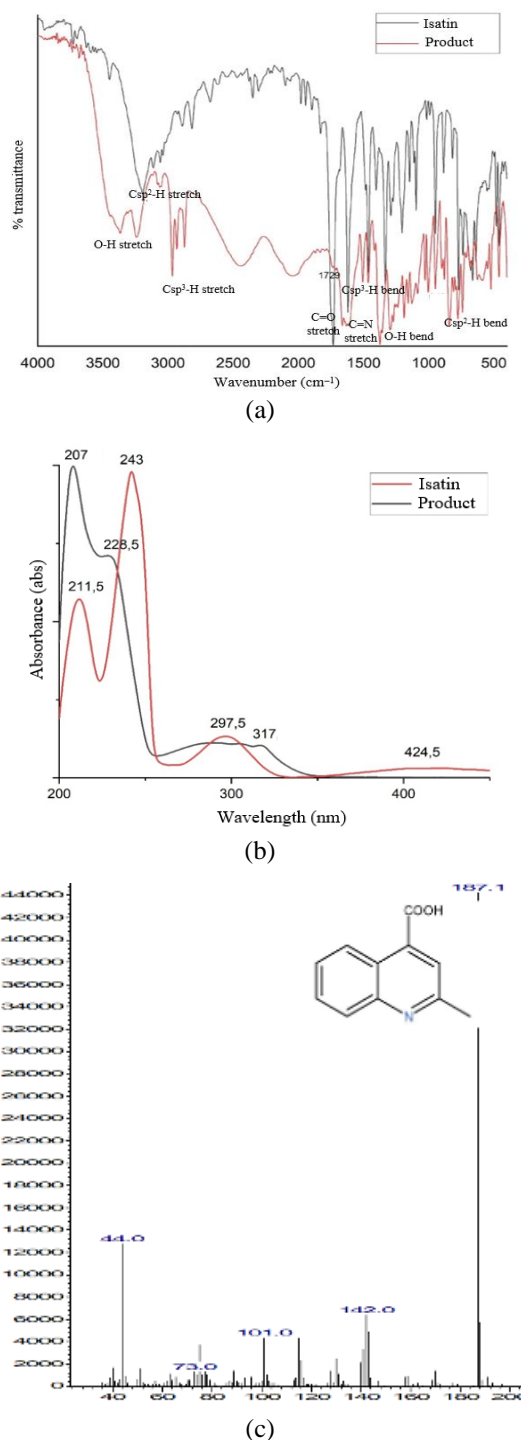 Isatin
Product
% transmittance
Csp²-H stretch
O-H stretch
Csp³-H stretch
1729
Csp³-H bend
C=O
stretch
C=N
stretch
O-H bend
Csp²-H bend
4000 3500 3000 2500 2000 1500 1000 500
Wavenumber (cm⁻¹)
(a)
207
243
Isatin
Product
228,5
211,5
297,5
317
424,5
Absorbance (abs)
200 300 400
Wavelength (nm)
(b)
187.1
44000
42000
40000
38000
36000
34000
32000
30000
28000
26000
24000
22000
20000
18000
16000
14000
12000
10000
8000
6000
4000
2000
0
COOH
N
44.0
142.0
101.0
73.0
40 60 80 100 120 140 160 180 200
(c)